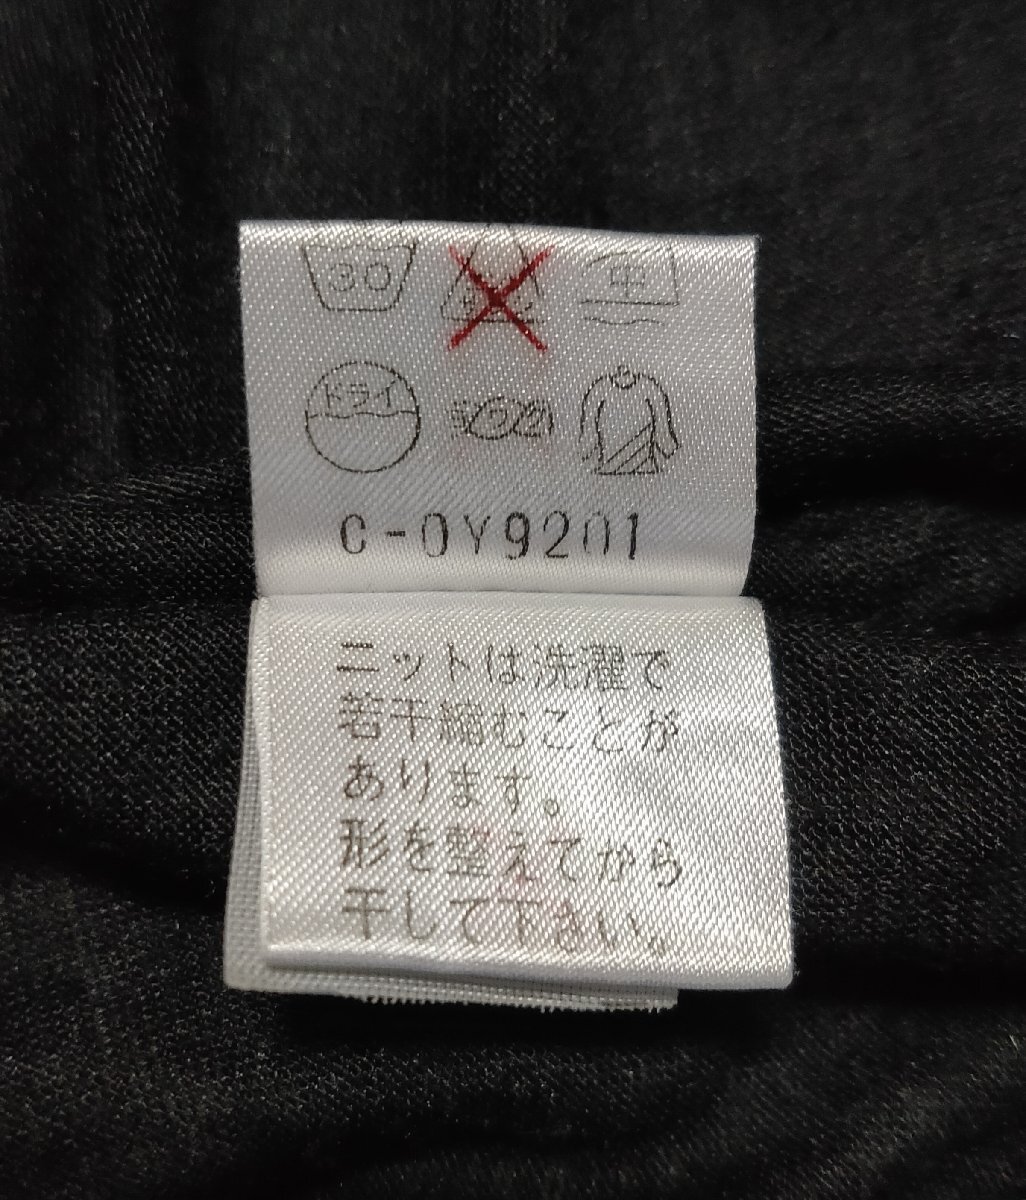 30
中
ドライ
C-0Y9201
ニットは洗濯で
若干縮むことが
あります。
形を整えてから
干して下さい。